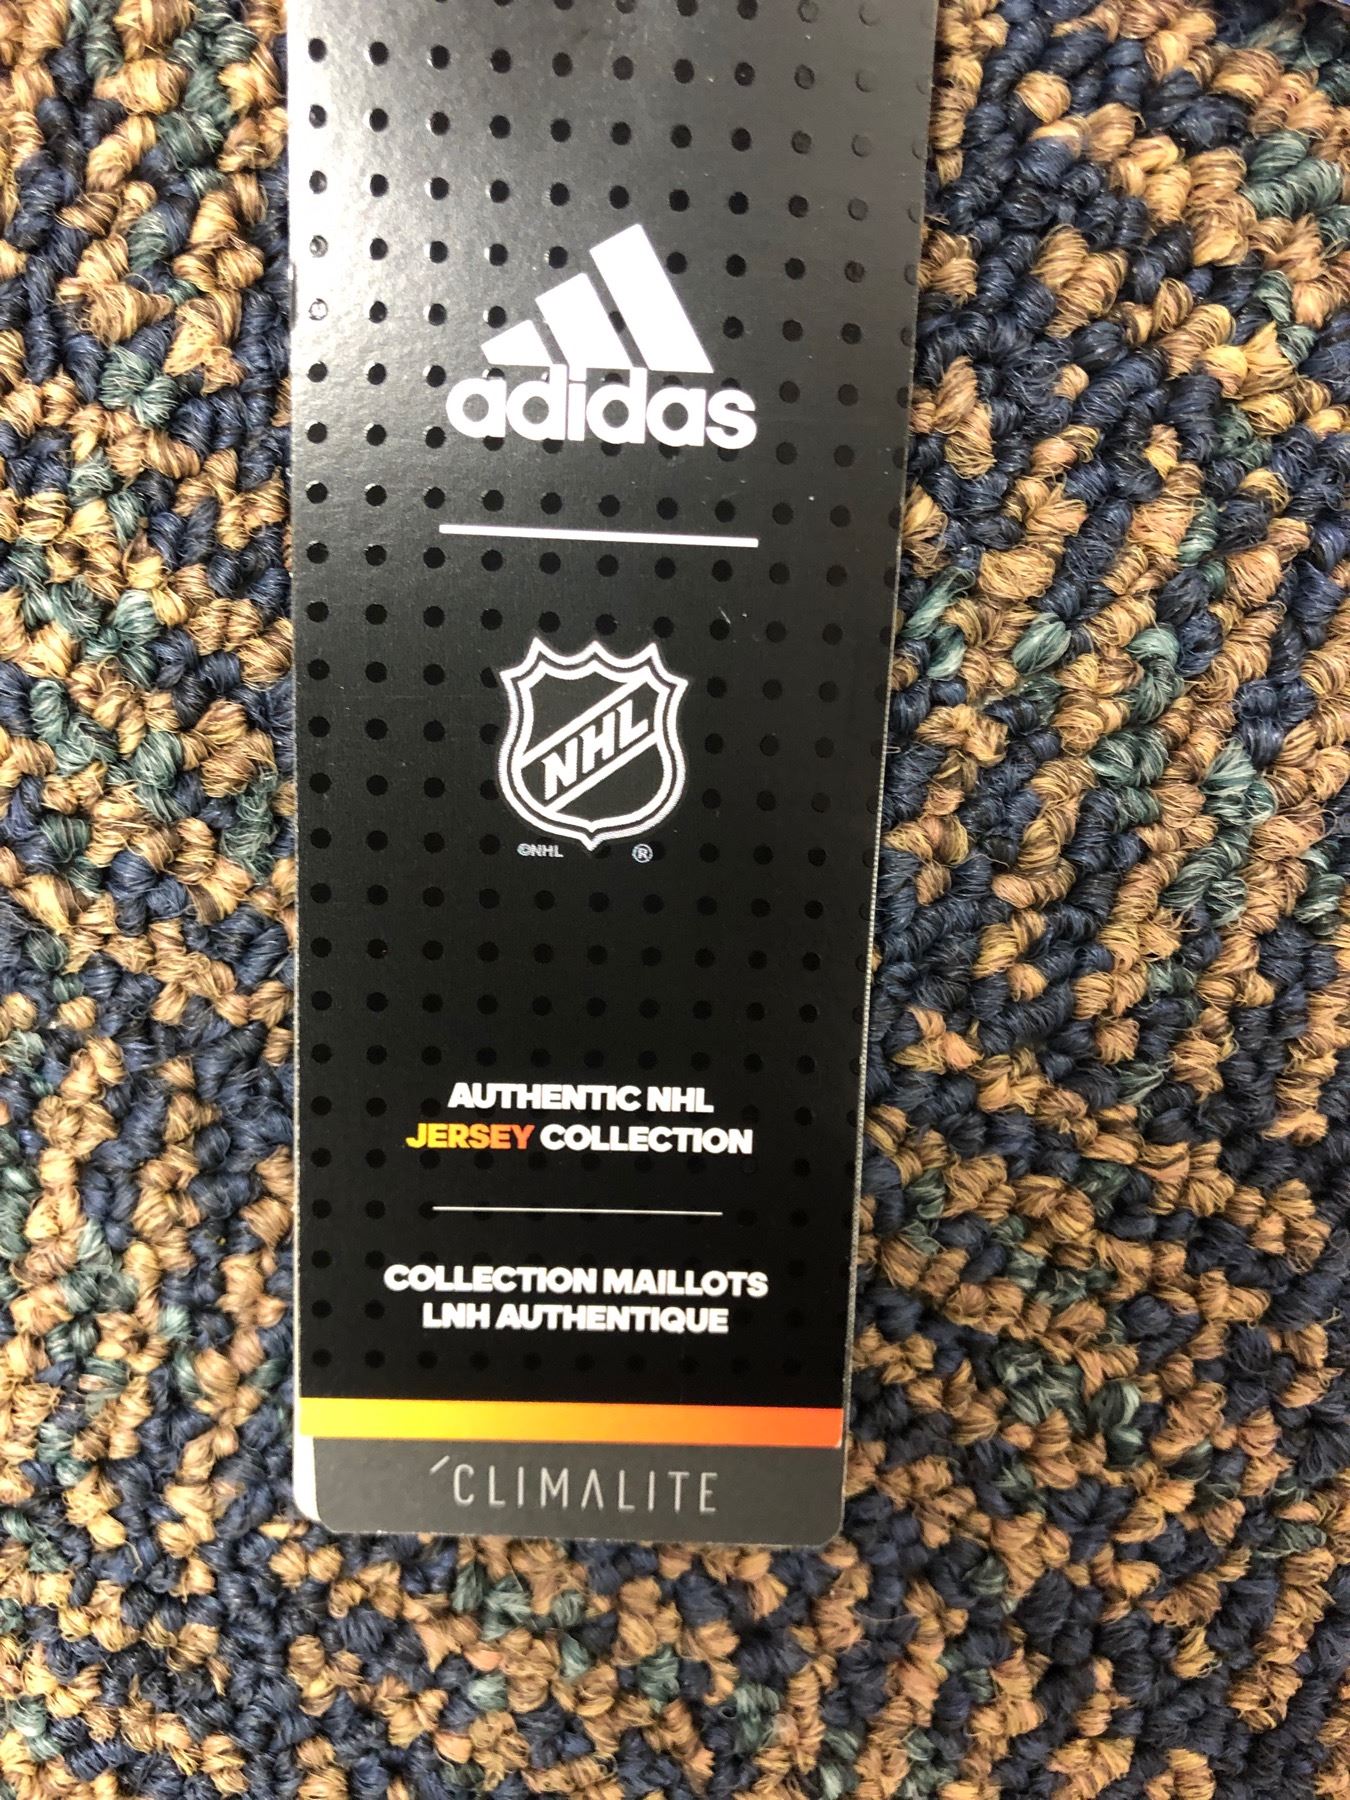 adidas
NHL
©NHL ®
AUTHENTIC NHL
JERSEY COLLECTION
COLLECTION MAILLOTS
LNH AUTHENTIQUE
´CLIMALITE